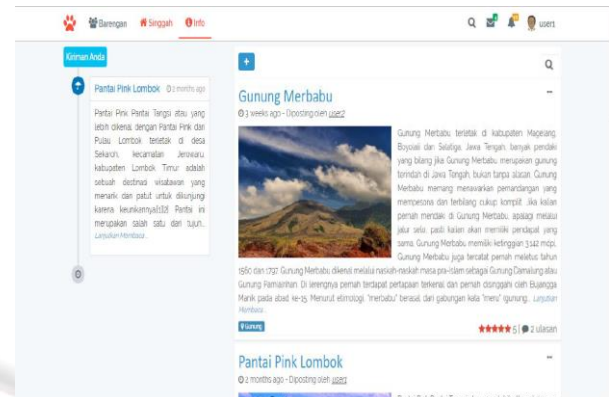 Barengan Singgah Info
user1
Kiriman Anda
Pantai Pink Lombok 2 months ago
Pantai Pink Pantai Tangsi atau yang
lebih dikenal dengan Pantai Pink dari
Pulau Lombok terletak di desa
Sekaroh, kecamatan Jerowaru,
kabupaten Lombok Timur adalah
sebuah destinasi wisatawan yang
menarik dan patut untuk dikunjungi
karena keunikannya.[1][2] Pantai ini
merupakan salah satu dari tujuh...
Lanjutkan Membaca...
Gunung Merbabu
3 weeks ago - Diposting oleh user2
Gunung Merbabu terletak di kabupaten Magelang,
Boyolali dan Salatiga, Jawa Tengah, banyak pendaki
yang bilang jika Gunung Merbabu merupakan gunung
terindah di Jawa Tengah, bukan tanpa alasan. Gunung
Merbabu memang menawarkan pemandangan yang
mempesona dan terbilang cukup komplit. Jika kalian
pernah mendaki di Gunung Merbabu, apalagi melalui
jalur selo, pasti kalian akan memiliki pendapat yang
sama. Gunung Merbabu memiliki ketinggian 3.142 mdpl,
Gunung Merbabu juga tercatat pernah meletus tahun
1560 dan 1797. Gunung Merbabu dikenal melalui naskah-naskah masa pra-Islam sebagai Gunung Damalung atau
Gunung Pamarihan. Di lerengnya pernah terdapat pertapaan terkenal dan pernah disinggahi oleh Bujangga
Manik pada abad ke-15. Menurut etimologi, "merbabu" berasal dari gabungan kata "meru" (gunung... Lanjutkan
Membaca...
Gunung
5 | 2 ulasan
Pantai Pink Lombok
2 months ago - Diposting oleh user1